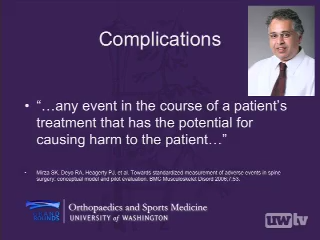 Complications
• “…any event in the course of a patient’s
treatment that has the potential for
causing harm to the patient…”
• Mirza SK, Deyo RA, Heagerty PJ, et al. Towards standardized measurement of adverse events in spine
surgery: conceptual model and pilot evaluation. BMC Musculoskelet Disord 2006;7:53.
Orthopaedics and Sports Medicine
UNIVERSITY of WASHINGTON
uwtv